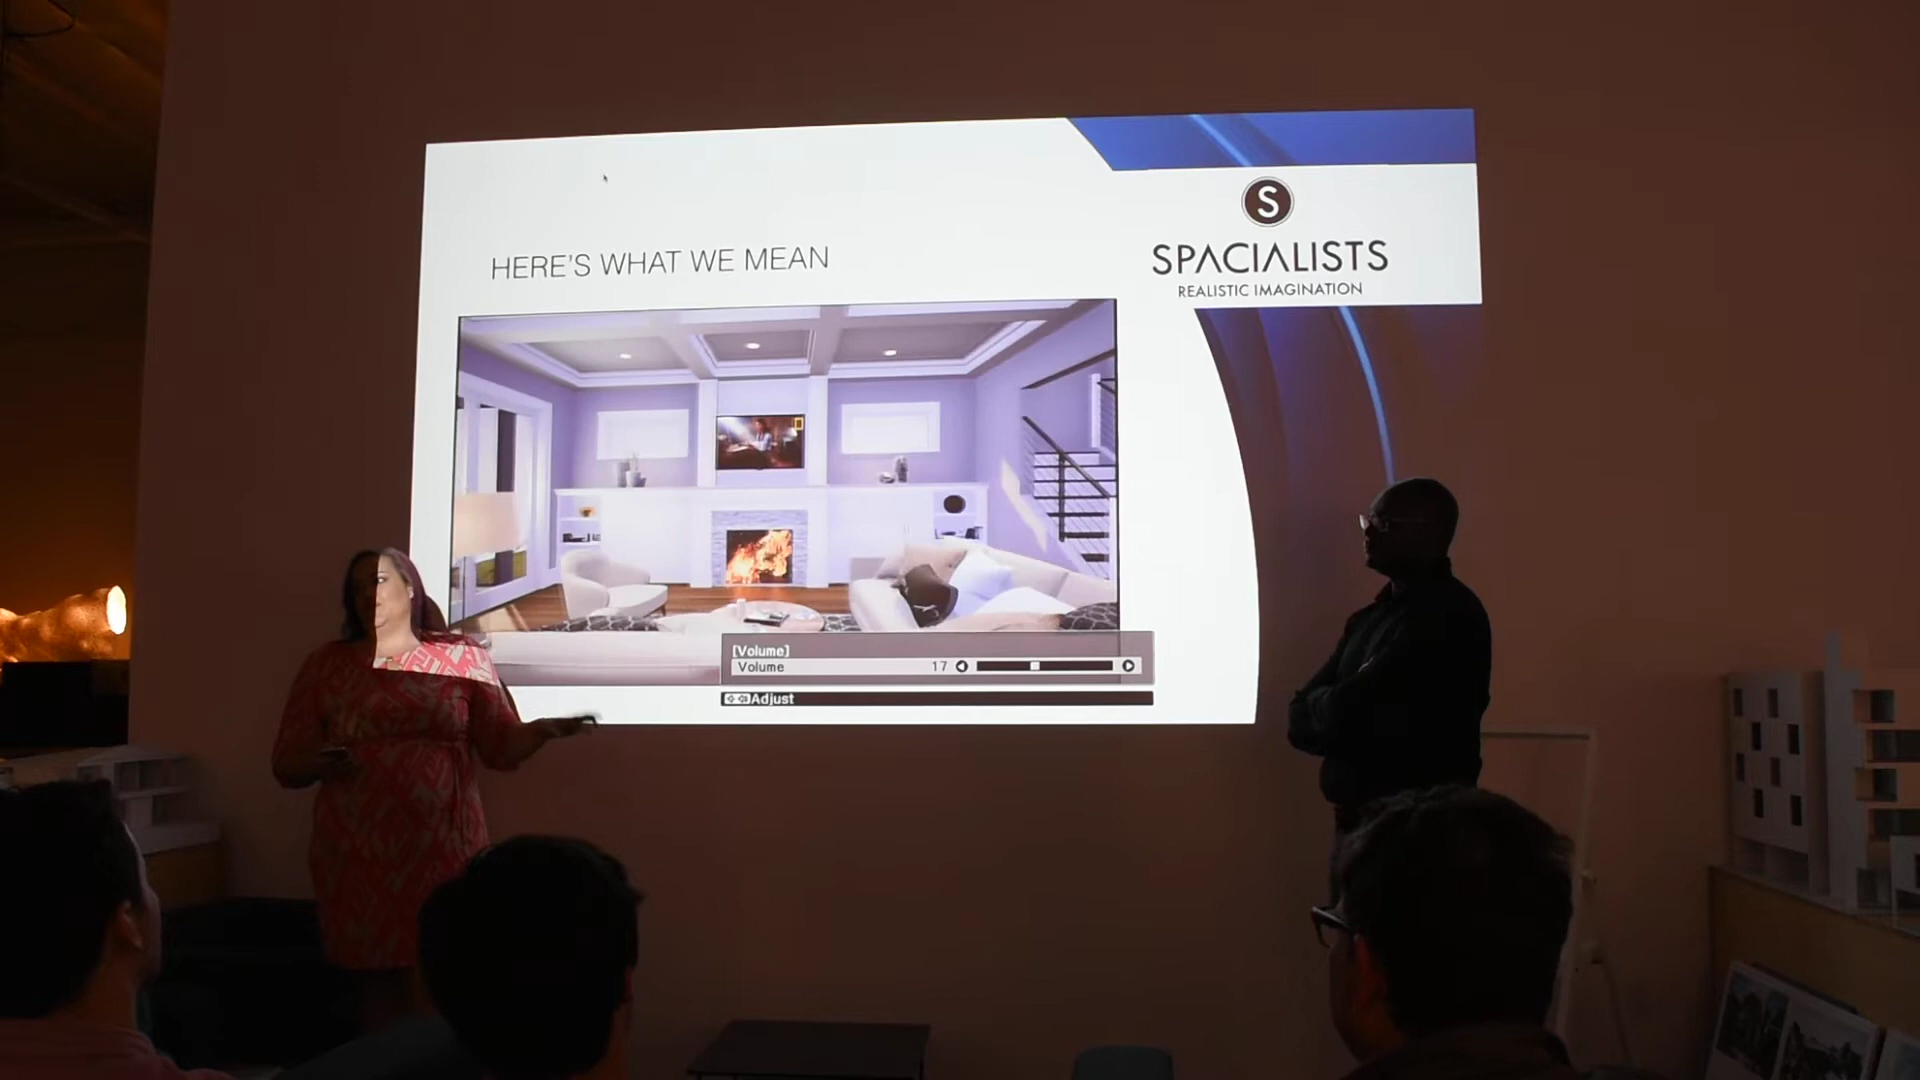 HERE'S WHAT WE MEAN
S
SPACIALISTS
REALISTIC IMAGINATION
[Volume]
Volume 17
Adjust